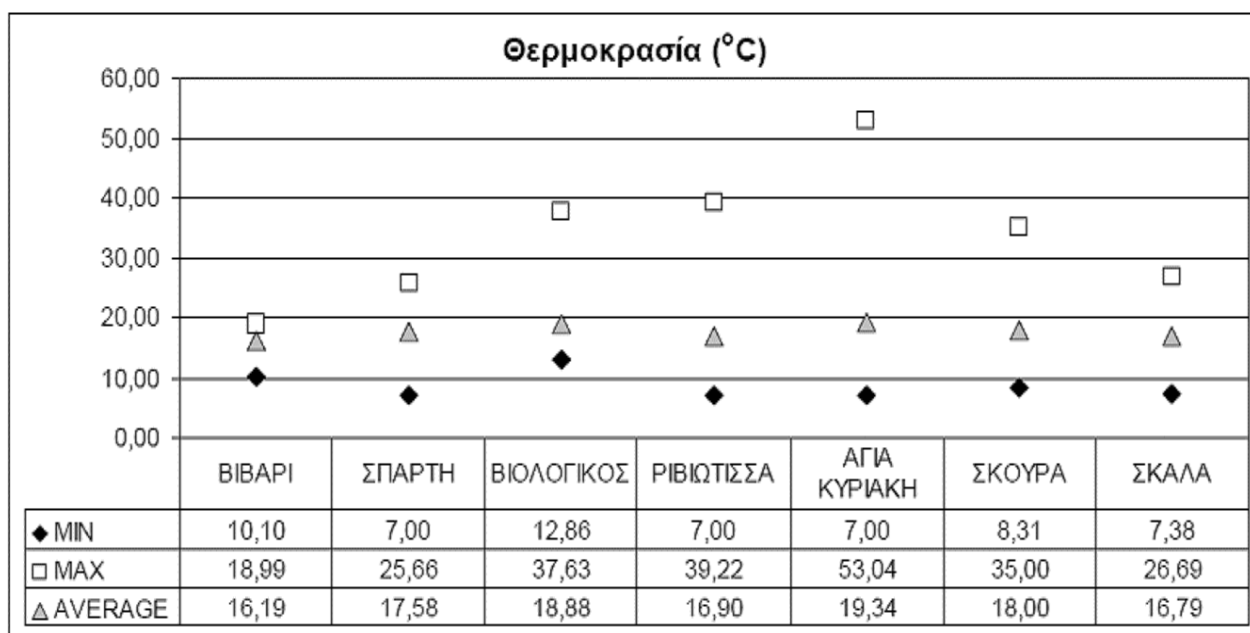 Θερμοκρασία (°C)
60,00
50,00
40,00
30,00
20,00
10,00
0,00
ΒΙΒΑΡΙ ΣΠΑΡΤΗ ΒΙΟΛΟΓΙΚΟΣ ΡΙΒΙΩΤΙΣΣΑ ΑΓΙΑ ΚΥΡΙΑΚΗ ΣΚΟΥΡΑ ΣΚΑΛΑ
MIN 10,10 7,00 12,86 7,00 7,00 8,31 7,38
MAX 18,99 25,66 37,63 39,22 53,04 35,00 26,69
AVERAGE 16,19 17,58 18,88 16,90 19,34 18,00 16,79